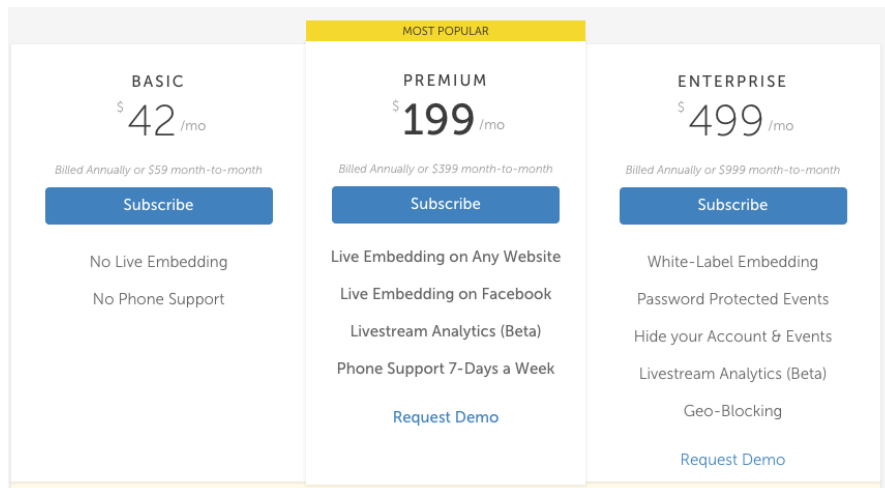 MOST POPULAR
BASIC
$ 42 /mo
Billed Annually or $59 month-to-month
Subscribe
No Live Embedding
No Phone Support
PREMIUM
$ 199 /mo
Billed Annually or $399 month-to-month
Subscribe
Live Embedding on Any Website
Live Embedding on Facebook
Livestream Analytics (Beta)
Phone Support 7-Days a Week
Request Demo
ENTERPRISE
$ 499 /mo
Billed Annually or $999 month-to-month
Subscribe
White-Label Embedding
Password Protected Events
Hide your Account & Events
Livestream Analytics (Beta)
Geo-Blocking
Request Demo